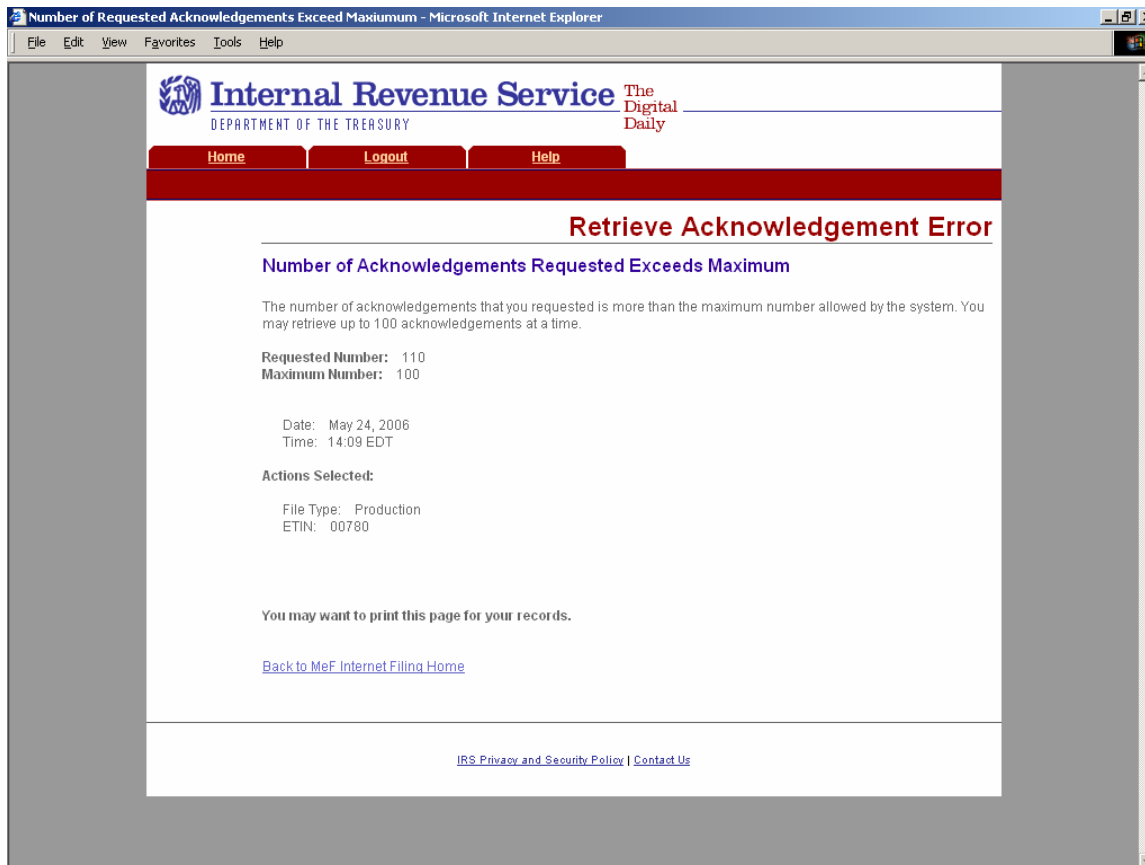 Number of Requested Acknowledgements Exceed Maxiumum - Microsoft Internet Explorer
File Edit View Favorites Tools Help
Internal Revenue Service
DEPARTMENT OF THE TREASURY
The
Digital
Daily
Home Logout Help
Retrieve Acknowledgement Error
Number of Acknowledgements Requested Exceeds Maximum
The number of acknowledgements that you requested is more than the maximum number allowed by the system. You
may retrieve up to 100 acknowledgements at a time.
Requested Number: 110
Maximum Number: 100
Date: May 24, 2006
Time: 14:09 EDT
Actions Selected:
File Type: Production
ETIN: 00780
You may want to print this page for your records.
Back to MeF Internet Filing Home
IRS Privacy and Security Policy | Contact Us